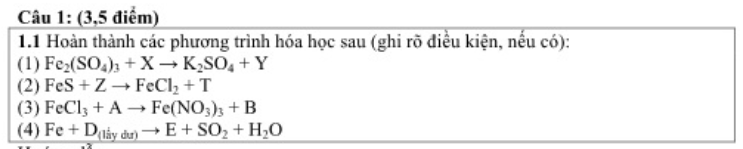 Câu 1: (3,5 điểm)
1.1 Hoàn thành các phương trình hóa học sau (ghi rõ điều kiện, nếu có):
(1) Fe₂(SO₄)₃ + X → K₂SO₄ + Y
(2) FeS + Z → FeCl₂ + T
(3) FeCl₃ + A → Fe(NO₃)₃ + B
(4) Fe + D(lấy dư) → E + SO₂ + H₂O